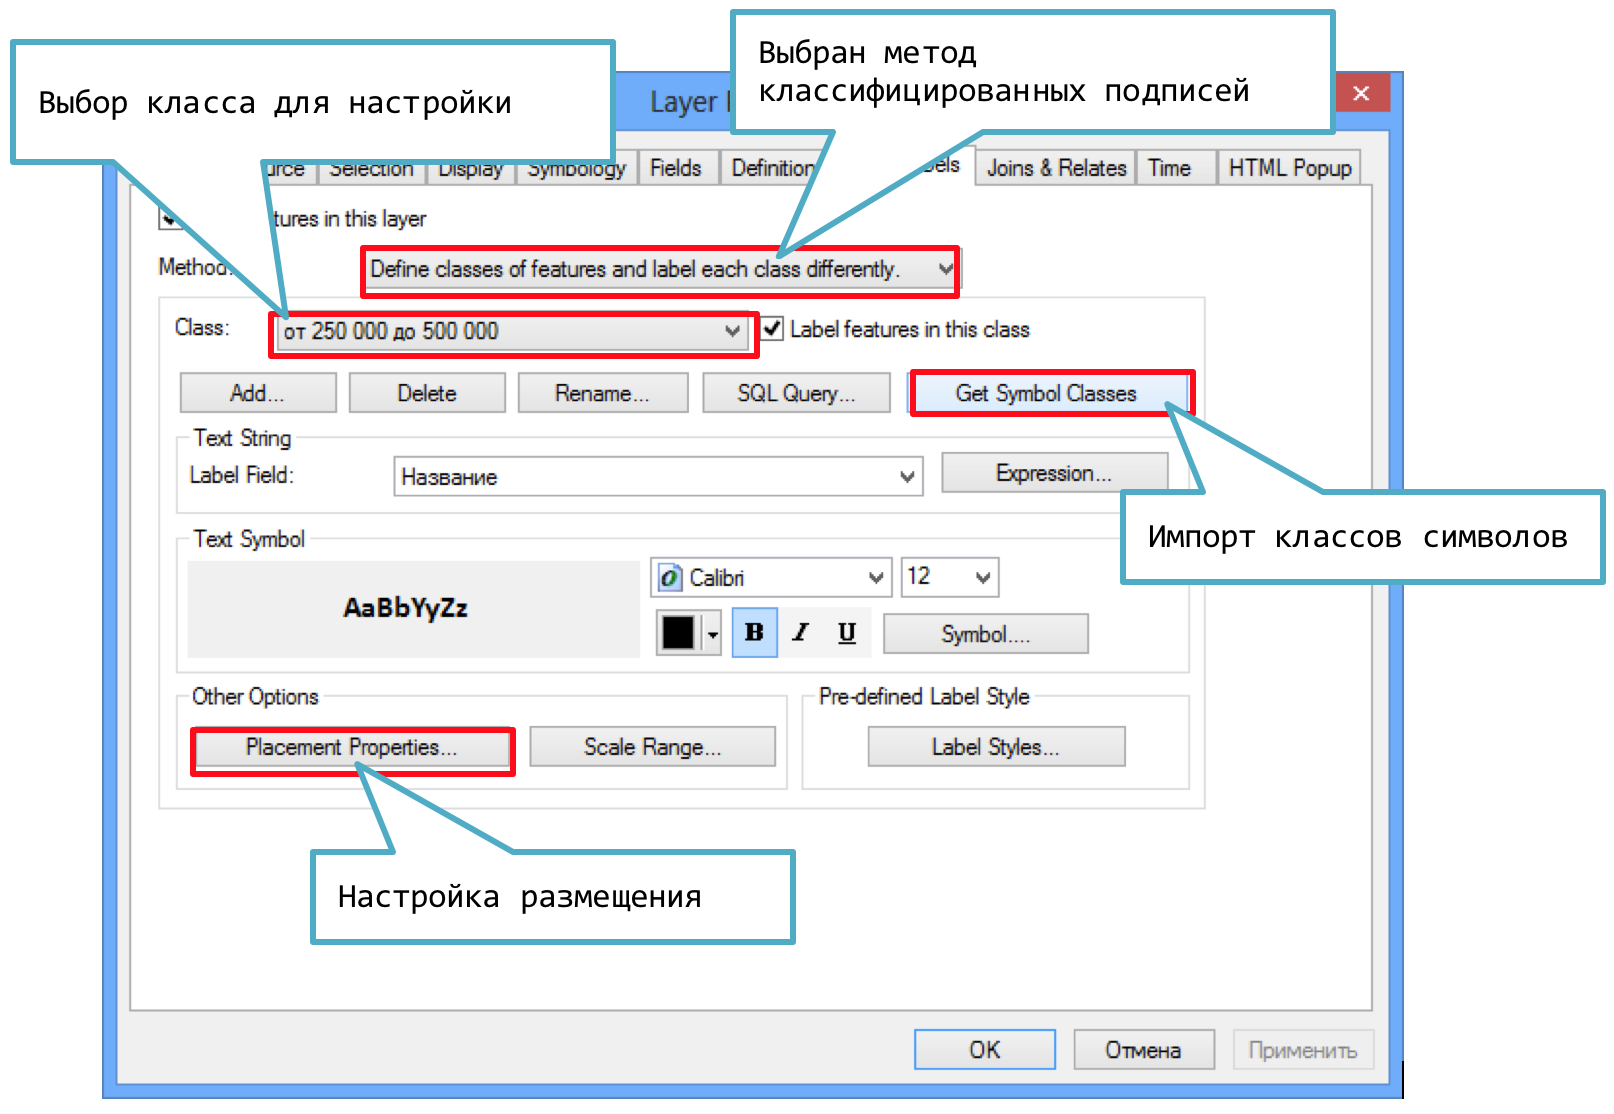 Выбор класса для настройки
Выбран метод
классифицированных подписей
Layer
Selection Display Symbology Fields Definition Joins & Relates Time HTML Popup
in this layer
Method:
Define classes of features and label each class differently.
Class:
от 250 000 до 500 000
Label features in this class
Add...
Delete
Rename...
SQL Query...
Get Symbol Classes
Text String
Label Field:
Название
Expression...
Импорт классов символов
Text Symbol
AaBbYyZz
Calibri
12
B I U
Symbol....
Other Options
Placement Properties...
Scale Range...
Pre-defined Label Style
Label Styles...
Настройка размещения
OK
Отмена
Применить